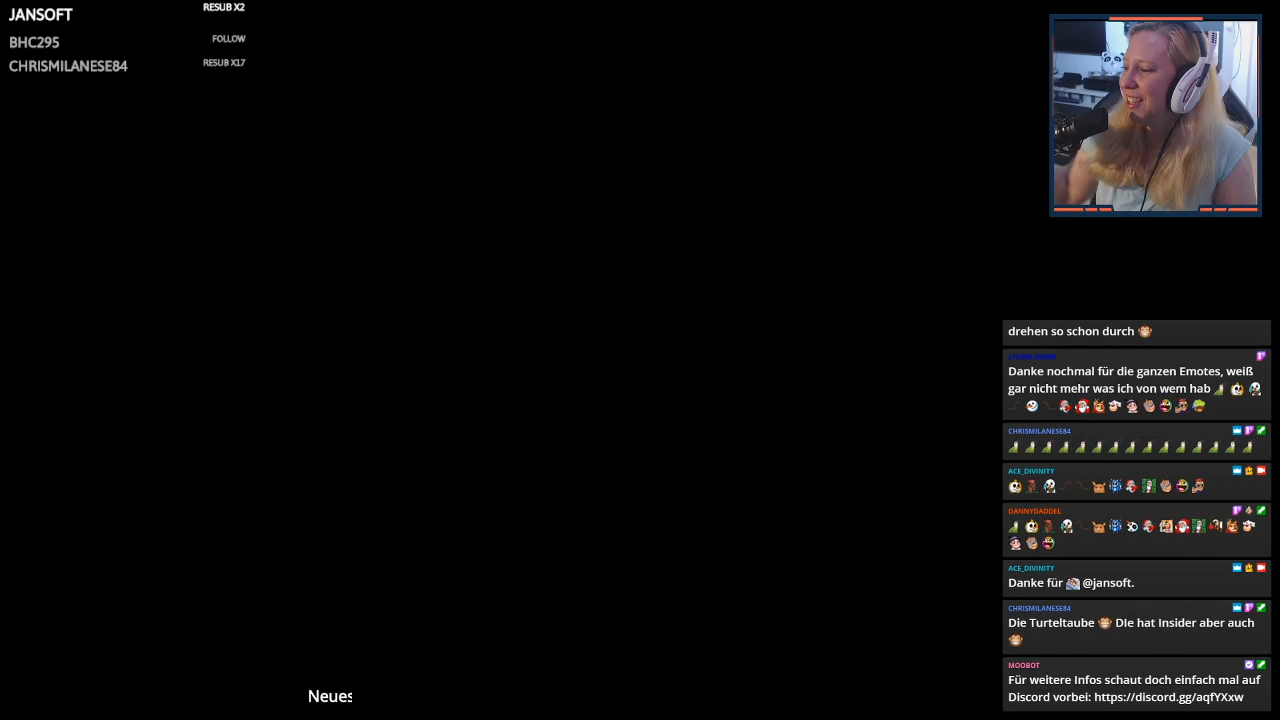 JANSOFT RESUB X2
BHC295 FOLLOW
CHRISMILANESE84 RESUB X17
drehen so schon durch
Danke nochmal für die ganzen Emotes, weiß
gar nicht mehr was ich von wem hab
CHRISMILANESE84
ACE_DIVINITY
DANNYDADDEL
ACE_DIVINITY
Danke für @jansoft.
CHRISMILANESE84
Die Turteltaube DIe hat Insider aber auch
MOOBOT
Für weitere Infos schaut doch einfach mal auf
Discord vorbei: https://discord.gg/aqfYXxw
Neues